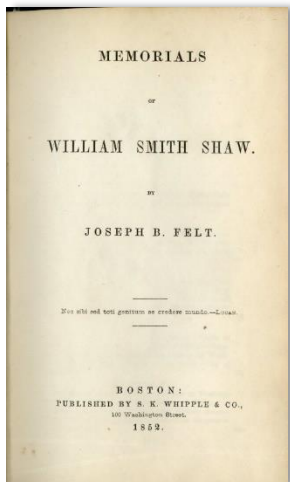 MEMORIALS
OF
WILLIAM SMITH SHAW.
BY
JOSEPH B. FELT.
Non sibi sed toti genitum se credere mundo.—LUCAN.
BOSTON:
PUBLISHED BY S. K. WHIPPLE & CO.,
100 Washington Street.
1852.